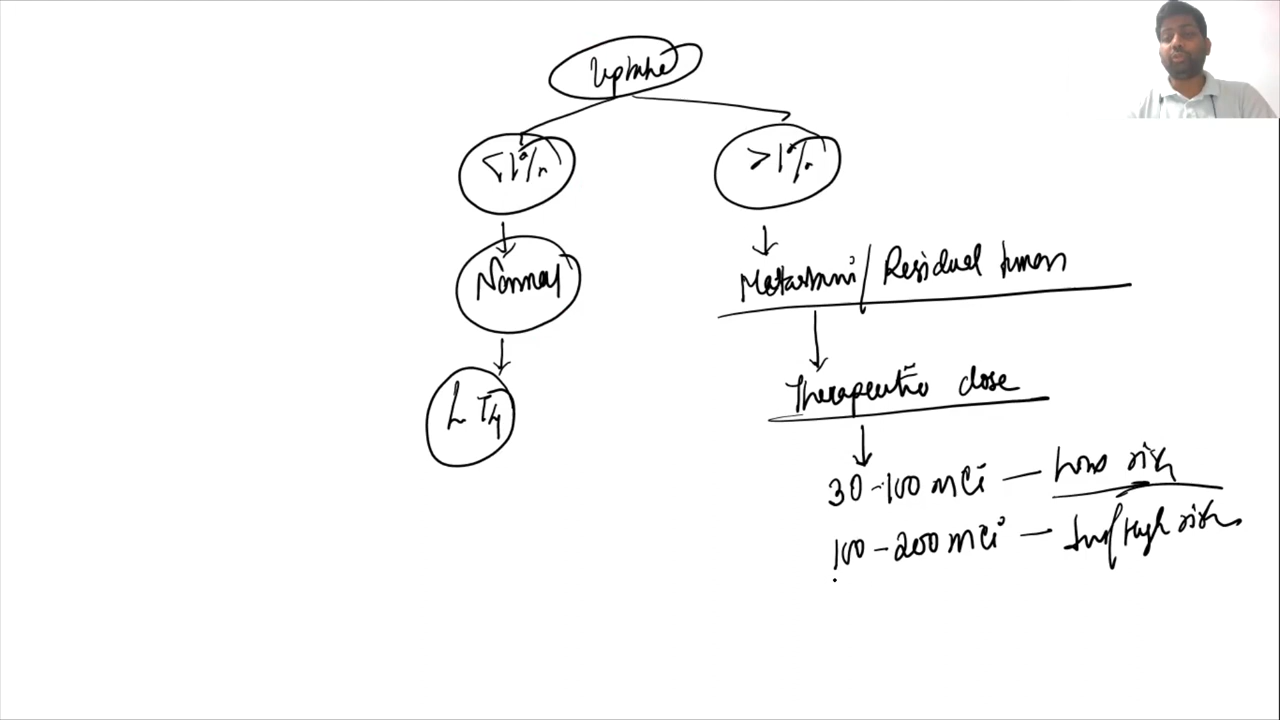 Uptake
<1%
>1%
Normal
Metastasis/Residual tumor
L T4
Therapeutic dose
30-100 mCi — Low risk
100-200 mCi — Int/High risk